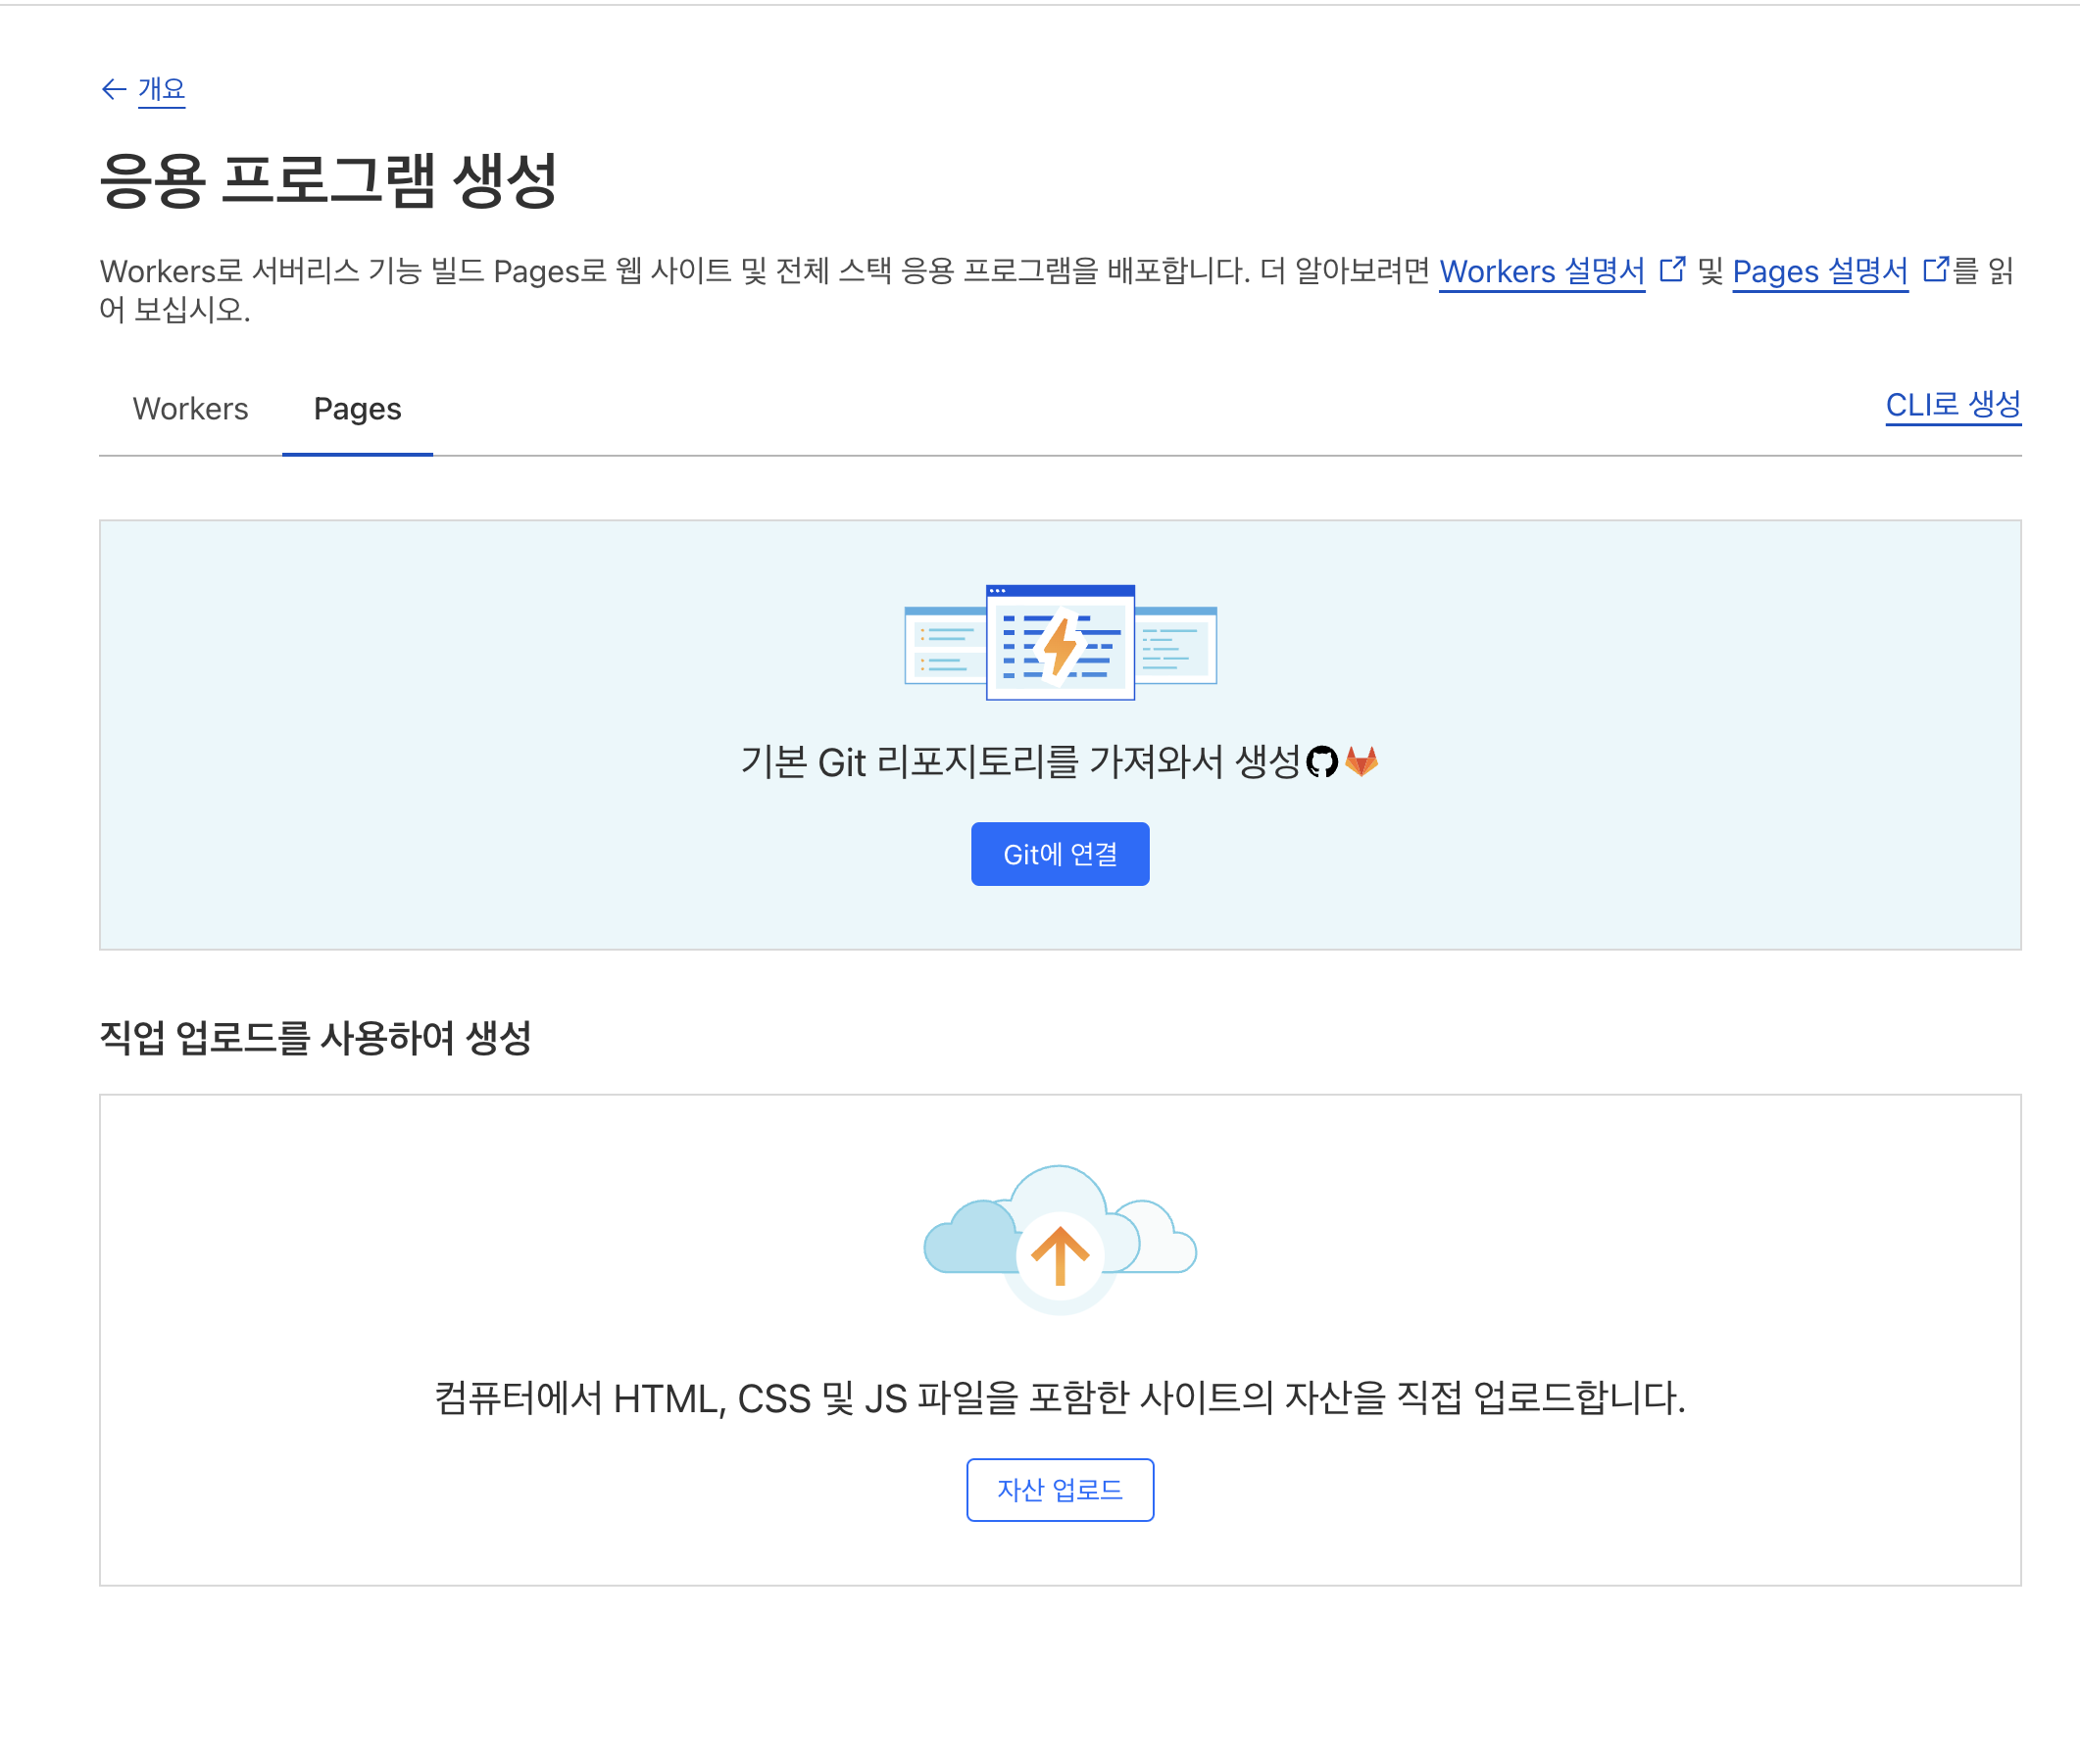 개요
응용 프로그램 생성
Workers로 서버리스 기능 빌드 Pages로 웹 사이트 및 전체 스택 응용 프로그램을 배포합니다. 더 알아보려면 Workers 설명서 및 Pages 설명서를 읽
어 보십시오.
Workers Pages CLI로 생성
기본 Git 리포지토리를 가져와서 생성
Git에 연결
직업 업로드를 사용하여 생성
컴퓨터에서 HTML, CSS 및 JS 파일을 포함한 사이트의 자산을 직접 업로드합니다.
자산 업로드